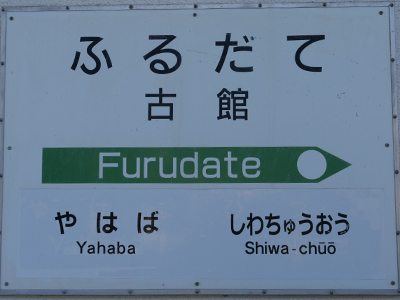 ふるだて
古館
Furudate
やはば しわちゅうおう
Yahaba Shiwa-chūō